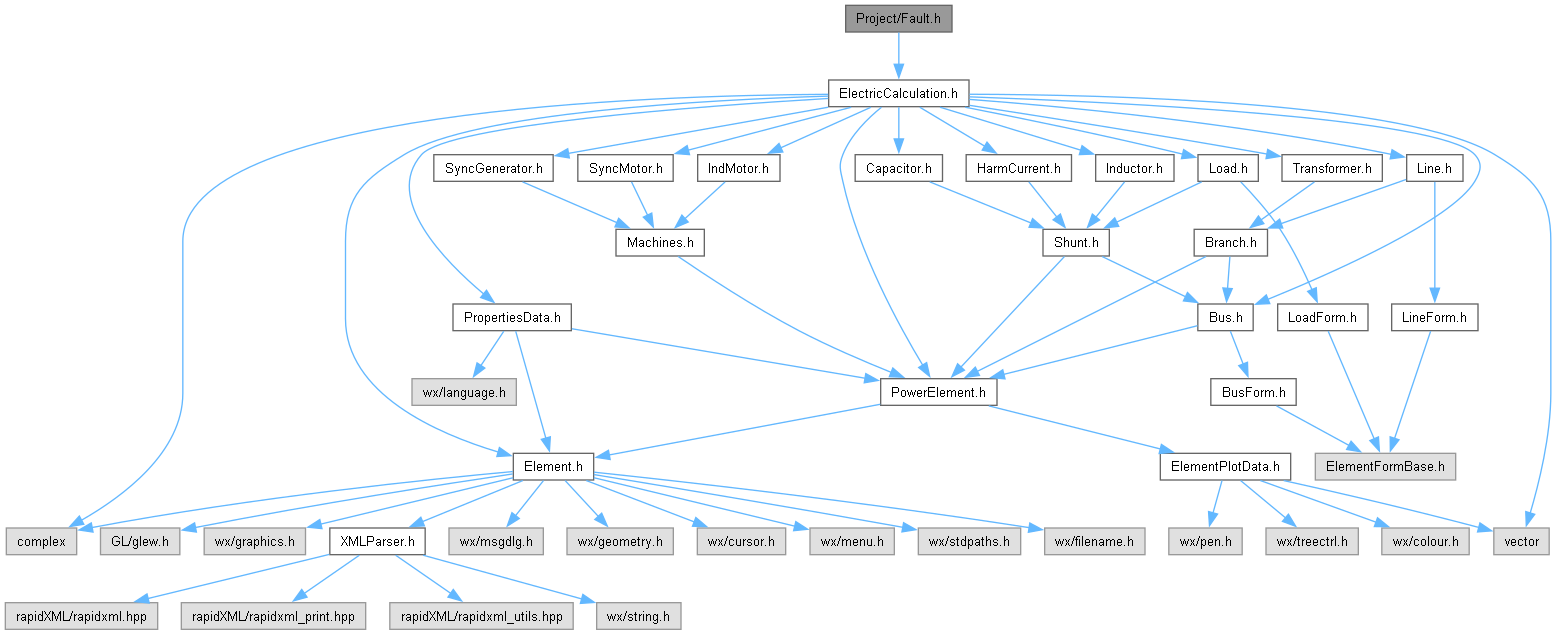 Project/Fault.h
ElectricCalculation.h
SyncGenerator.h
SyncMotor.h
IndMotor.h
Capacitor.h
HarmCurrent.h
Inductor.h
Load.h
Transformer.h
Line.h
Machines.h
Shunt.h
Branch.h
PropertiesData.h
Bus.h
LoadForm.h
LineForm.h
wx/language.h
PowerElement.h
BusForm.h
Element.h
ElementPlotData.h
ElementFormBase.h
complex
GL/glew.h
wx/graphics.h
XMLParser.h
wx/msgdlg.h
wx/geometry.h
wx/cursor.h
wx/menu.h
wx/stdpaths.h
wx/filename.h
wx/pen.h
wx/treectrl.h
wx/colour.h
vector
rapidXML/rapidxml.hpp
rapidXML/rapidxml_print.hpp
rapidXML/rapidxml_utils.hpp
wx/string.h